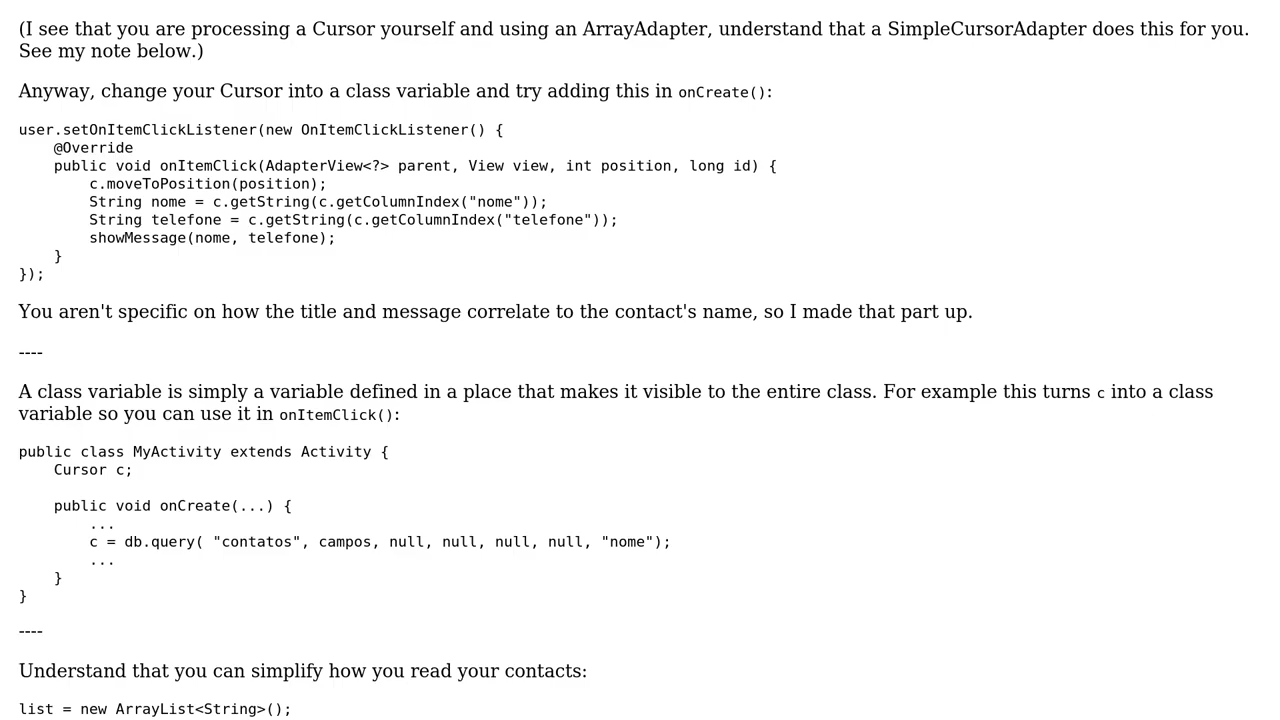 (I see that you are processing a Cursor yourself and using an ArrayAdapter, understand that a SimpleCursorAdapter does this for you.
See my note below.)
Anyway, change your Cursor into a class variable and try adding this in onCreate():
user.setOnItemClickListener(new OnItemClickListener() {
    @Override
    public void onItemClick(AdapterView<?> parent, View view, int position, long id) {
        c.moveToPosition(position);
        String nome = c.getString(c.getColumnIndex("nome"));
        String telefone = c.getString(c.getColumnIndex("telefone"));
        showMessage(nome, telefone);
    }
});
You aren't specific on how the title and message correlate to the contact's name, so I made that part up.
----
A class variable is simply a variable defined in a place that makes it visible to the entire class. For example this turns c into a class
variable so you can use it in onItemClick():
public class MyActivity extends Activity {
    Cursor c;
    public void onCreate(...) {
        ...
        c = db.query( "contatos", campos, null, null, null, null, "nome");
        ...
    }
}
----
Understand that you can simplify how you read your contacts:
list = new ArrayList<String>();